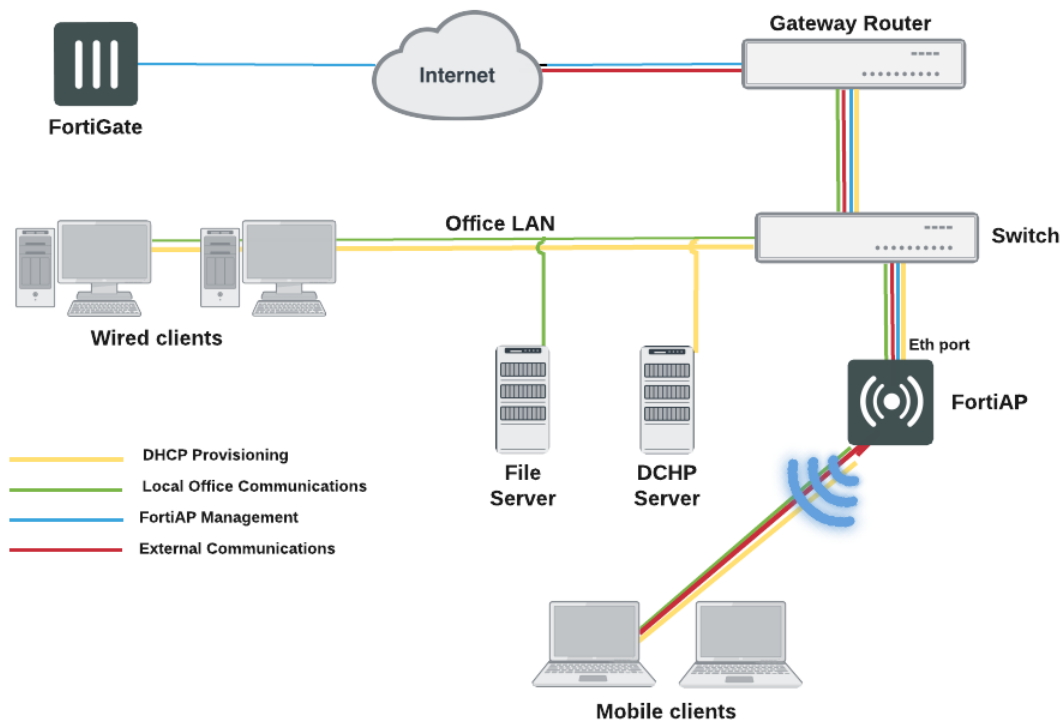 Gateway Router
Internet
FortiGate
Office LAN
Switch
Wired clients
Eth port
FortiAP
DHCP Provisioning
Local Office Communications
FortiAP Management
External Communications
File
Server
DCHP
Server
Mobile clients